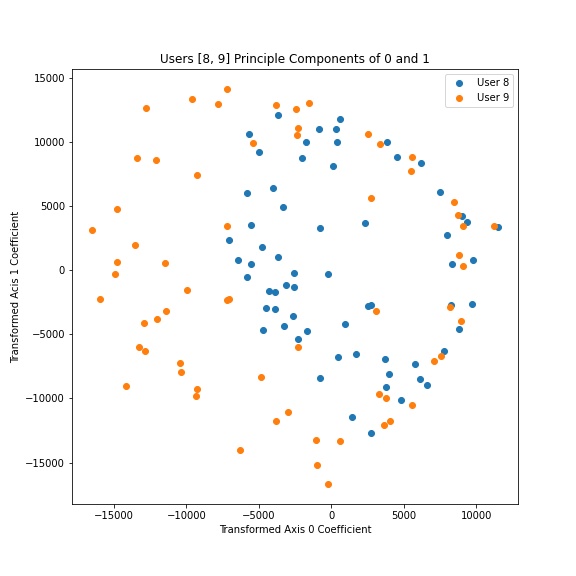 Users [8, 9] Principle Components of 0 and 1
User 8
User 9
15000
10000
5000
0
−5000
−10000
−15000
Transformed Acis 1 Coefficient
−15000 −10000 −5000 0 5000 10000
Transformed Axis 0 Coefficient